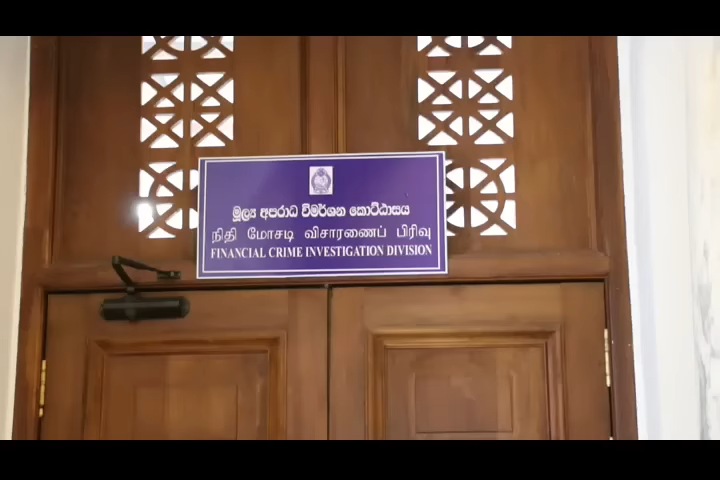 මූල්‍ය අපරාධ විමර්ශන කොට්ඨාසය
நிதி மோசடி விசாரணைப் பிரிவு
FINANCIAL CRIME INVESTIGATION DIVISION